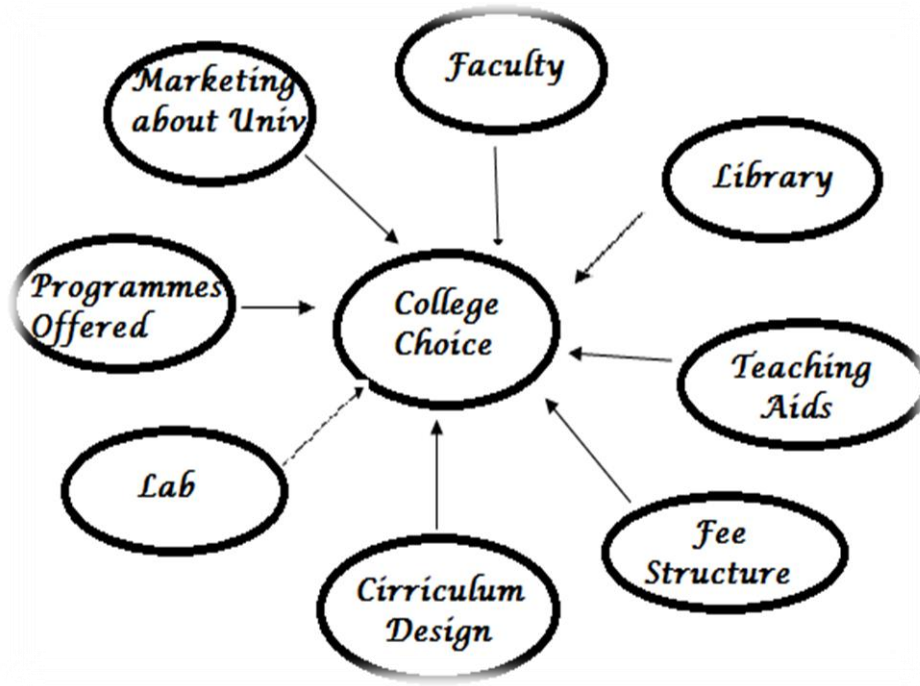 Marketing
about Univ
Faculty
Library
Programmes
Offered
College
Choice
Teaching
Aids
Lab
Fee
Structure
Cirriculum
Design